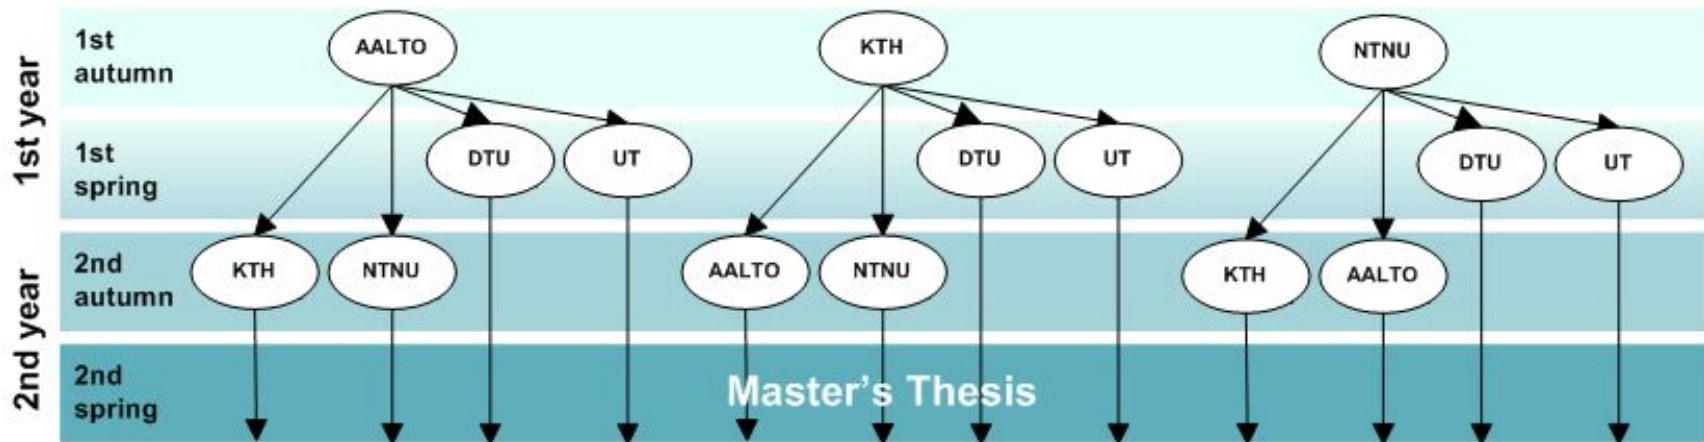 1st year
1st
autumn
AALTO
KTH
NTNU
1st
spring
DTU
UT
DTU
UT
DTU
UT
2nd year
2nd
autumn
KTH
NTNU
AALTO
NTNU
KTH
AALTO
2nd
spring
Master's Thesis